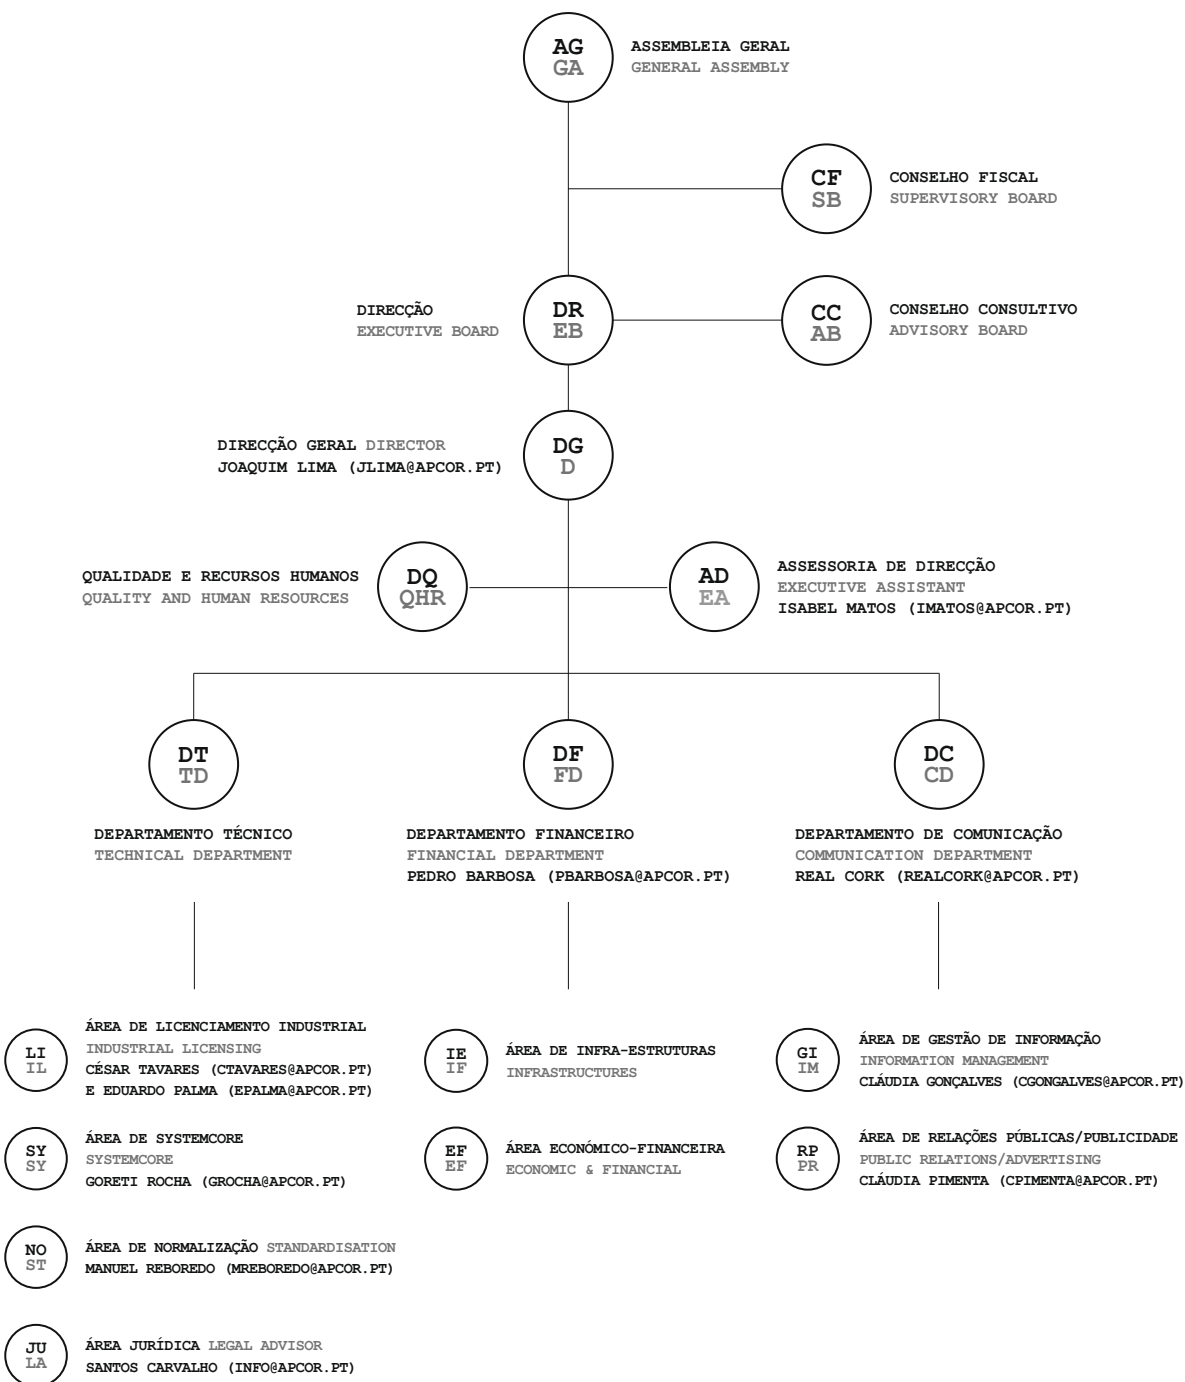 AG
GA
ASSEMBLEIA GERAL
GENERAL ASSEMBLY
CF
SB
CONSELHO FISCAL
SUPERVISORY BOARD
DIRECÇÃO
EXECUTIVE BOARD
DR
EB
CC
AB
CONSELHO CONSULTIVO
ADVISORY BOARD
DIRECÇÃO GERAL DIRECTOR
JOAQUIM LIMA (JLIMA@APCOR.PT)
DG
D
QUALIDADE E RECURSOS HUMANOS
QUALITY AND HUMAN RESOURCES
DQ
QHR
AD
EA
ASSESSORIA DE DIRECÇÃO
EXECUTIVE ASSISTANT
ISABEL MATOS (IMATOS@APCOR.PT)
DT
TD
DEPARTAMENTO TÉCNICO
TECHNICAL DEPARTMENT
DF
FD
DEPARTAMENTO FINANCEIRO
FINANCIAL DEPARTMENT
PEDRO BARBOSA (PBARBOSA@APCOR.PT)
DC
CD
DEPARTAMENTO DE COMUNICAÇÃO
COMMUNICATION DEPARTMENT
REAL CORK (REALCORK@APCOR.PT)
LI
IL
ÁREA DE LICENCIAMENTO INDUSTRIAL
INDUSTRIAL LICENSING
CÉSAR TAVARES (CTAVARES@APCOR.PT)
E EDUARDO PALMA (EPALMA@APCOR.PT)
SY
SY
ÁREA DE SYSTEMCORE
SYSTEMCORE
GORETI ROCHA (GROCHA@APCOR.PT)
NO
ST
ÁREA DE NORMALIZAÇÃO STANDARDISATION
MANUEL REBOREDO (MREBOREDO@APCOR.PT)
JU
LA
ÁREA JURÍDICA LEGAL ADVISOR
SANTOS CARVALHO (INFO@APCOR.PT)
IE
IF
ÁREA DE INFRA-ESTRUTURAS
INFRASTRUCTURES
EF
EF
ÁREA ECONÓMICO-FINANCEIRA
ECONOMIC & FINANCIAL
GI
IM
ÁREA DE GESTÃO DE INFORMAÇÃO
INFORMATION MANAGEMENT
CLÁUDIA GONÇALVES (CGONGALVES@APCOR.PT)
RP
PR
ÁREA DE RELAÇÕES PÚBLICAS/PUBLICIDADE
PUBLIC RELATIONS/ADVERTISING
CLÁUDIA PIMENTA (CPIMENTA@APCOR.PT)